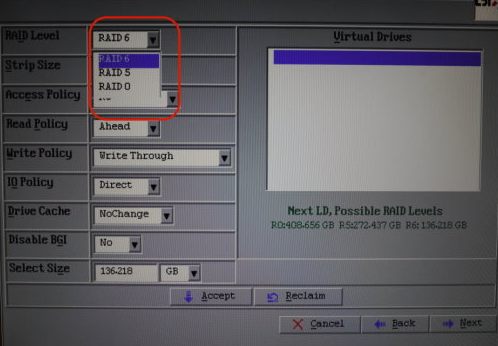 LSI
RAID Level
RAID 6
RAID 6
RAID 5
RAID 0
Virtual Drives
Strip Size
Access Policy
Read Policy
Ahead
Write Policy
Write Through
IO Policy
Direct
Drive Cache
NoChange
Disable BGI
No
Select Size
136.218
GB
Next LD, Possible RAID Levels
R0:408.656 GB R5:272.437 GB R6: 136.218 GB
Accept
Reclaim
Cancel
Back
Next